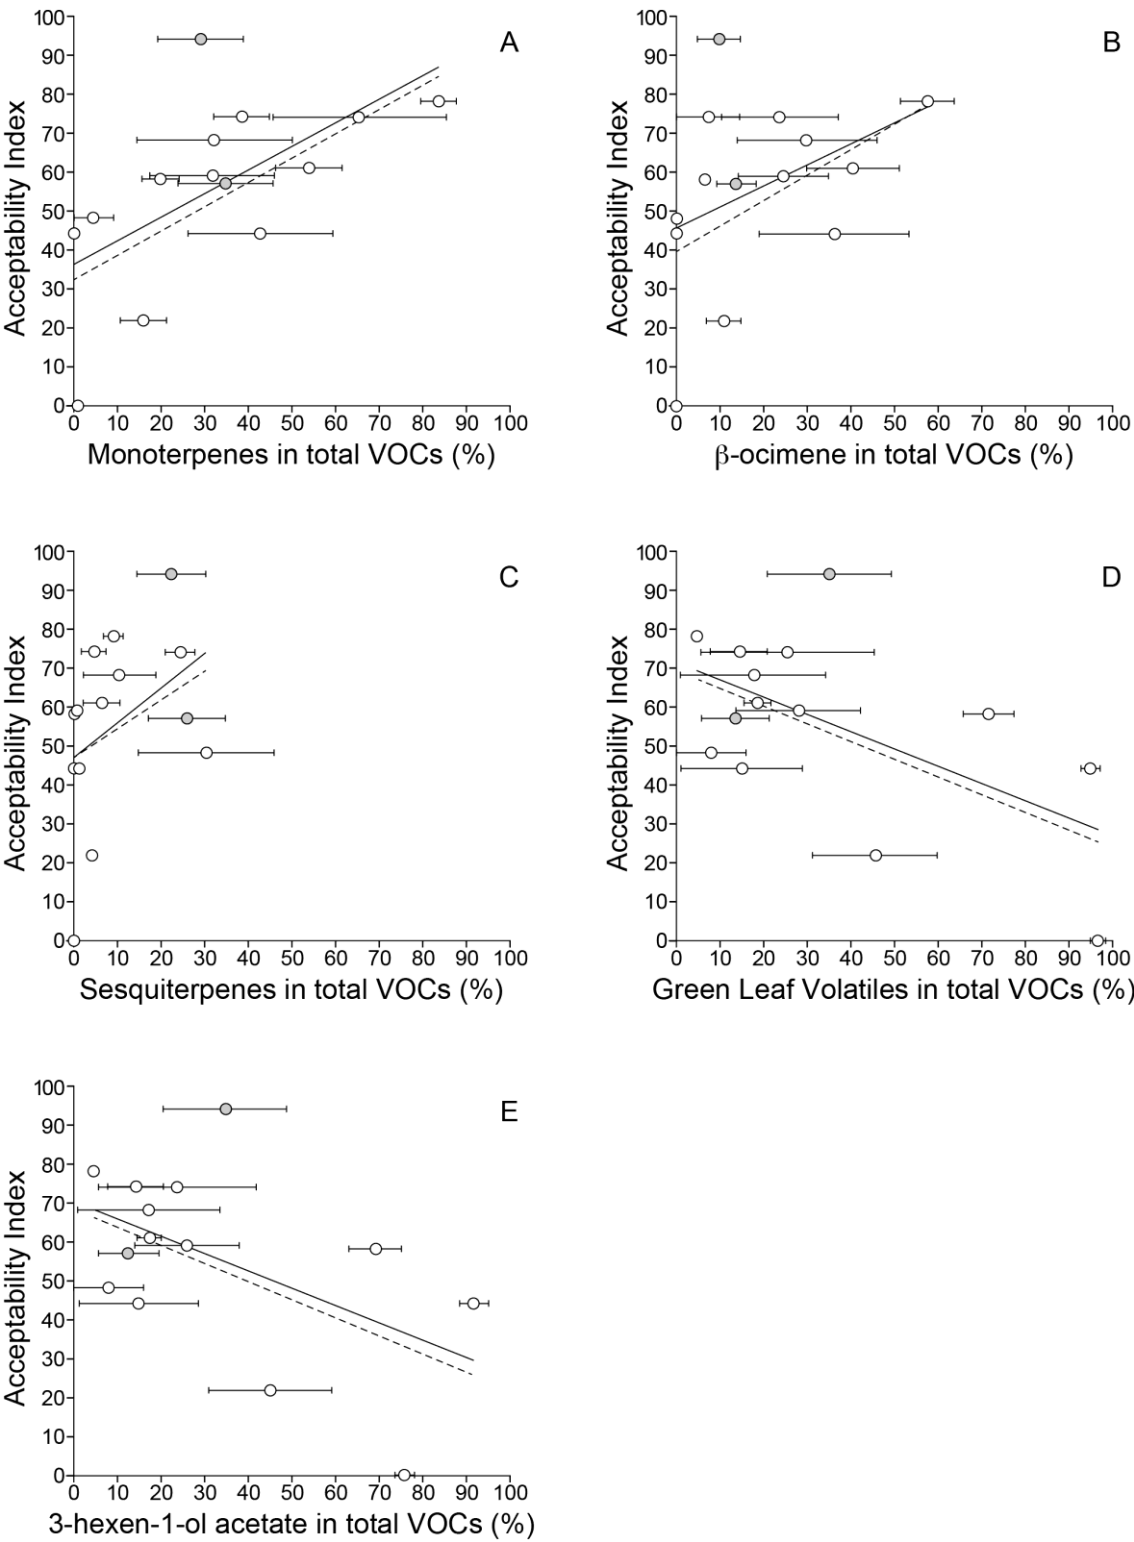 A
Acceptability Index
100
90
80
70
60
50
40
30
20
10
0
0 10 20 30 40 50 60 70 80 90 100
Monoterpenes in total VOCs (%)
B
Acceptability Index
100
90
80
70
60
50
40
30
20
10
0
0 10 20 30 40 50 60 70 80 90 100
β-ocimene in total VOCs (%)
C
Acceptability Index
100
90
80
70
60
50
40
30
20
10
0
0 10 20 30 40 50 60 70 80 90 100
Sesquiterpenes in total VOCs (%)
D
Acceptability Index
100
90
80
70
60
50
40
30
20
10
0
0 10 20 30 40 50 60 70 80 90 100
Green Leaf Volatiles in total VOCs (%)
E
Acceptability Index
100
90
80
70
60
50
40
30
20
10
0
0 10 20 30 40 50 60 70 80 90 100
3-hexen-1-ol acetate in total VOCs (%)